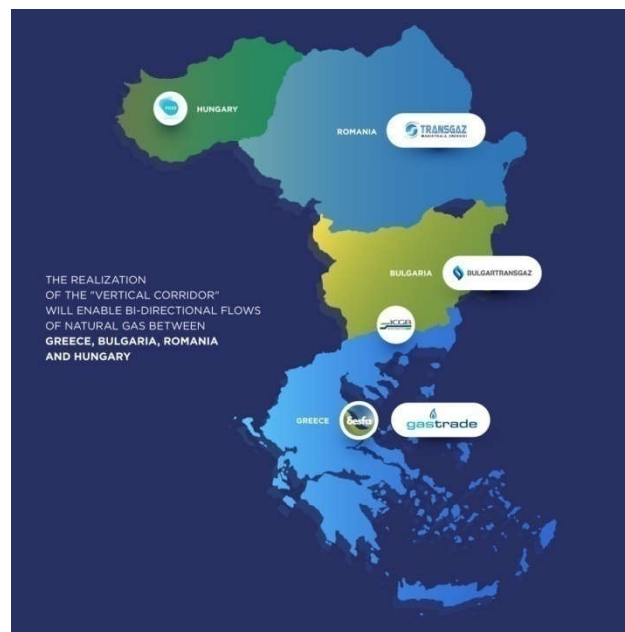 HUNGARY
ROMANIA
TRANSGAZ
BULGARIA
BULGARTRANSGAZ
ICGB
THE REALIZATION
OF THE "VERTICAL CORRIDOR"
WILL ENABLE BI-DIRECTIONAL FLOWS
OF NATURAL GAS BETWEEN
GREECE, BULGARIA, ROMANIA
AND HUNGARY
GREECE
desfa
gastrade